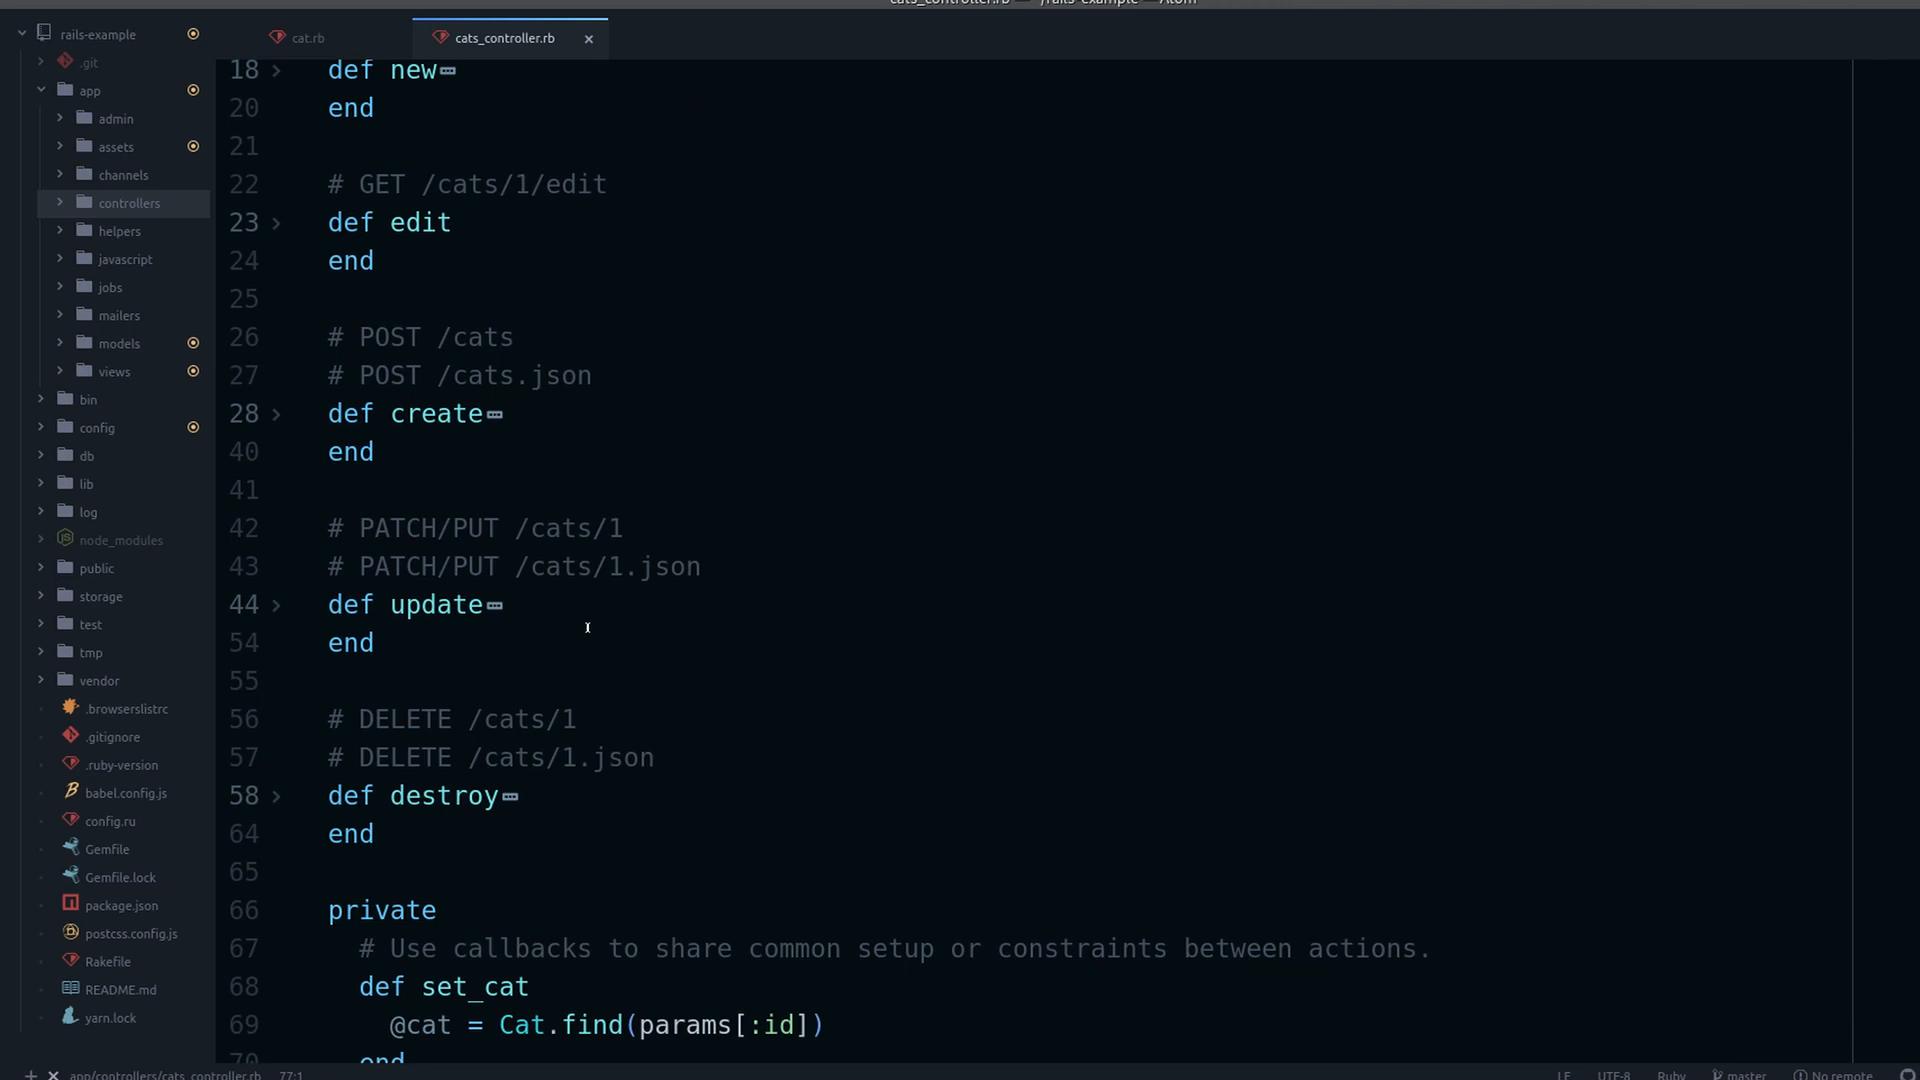 cats_controller.rb — ~/rails-example — Atom
rails-example
cat.rb
cats_controller.rb
.git
app
admin
assets
channels
controllers
helpers
javascript
jobs
mailers
models
views
bin
config
db
lib
log
node_modules
public
storage
test
tmp
vendor
.browserslistrc
.gitignore
.ruby-version
babel.config.js
config.ru
Gemfile
Gemfile.lock
package.json
postcss.config.js
Rakefile
README.md
yarn.lock
18 def new
20 end
21
22 # GET /cats/1/edit
23 def edit
24 end
25
26 # POST /cats
27 # POST /cats.json
28 def create
40 end
41
42 # PATCH/PUT /cats/1
43 # PATCH/PUT /cats/1.json
44 def update
54 end
55
56 # DELETE /cats/1
57 # DELETE /cats/1.json
58 def destroy
64 end
65
66 private
67 # Use callbacks to share common setup or constraints between actions.
68 def set_cat
69 @cat = Cat.find(params[:id])
70 end
app/controllers/cats_controller.rb 77:1 LF UTF-8 Ruby master No remote